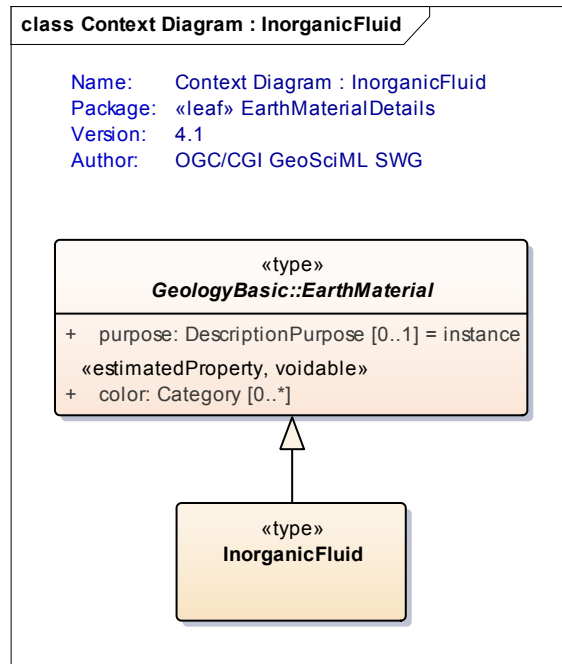 class Context Diagram : InorganicFluid
Name: Context Diagram : InorganicFluid
Package: «leaf» EarthMaterialDetails
Version: 4.1
Author: OGC/CGI GeoSciML SWG
«type»
GeologyBasic::EarthMaterial
+ purpose: DescriptionPurpose [0..1] = instance
«estimatedProperty, voidable»
+ color: Category [0..*]
«type»
InorganicFluid